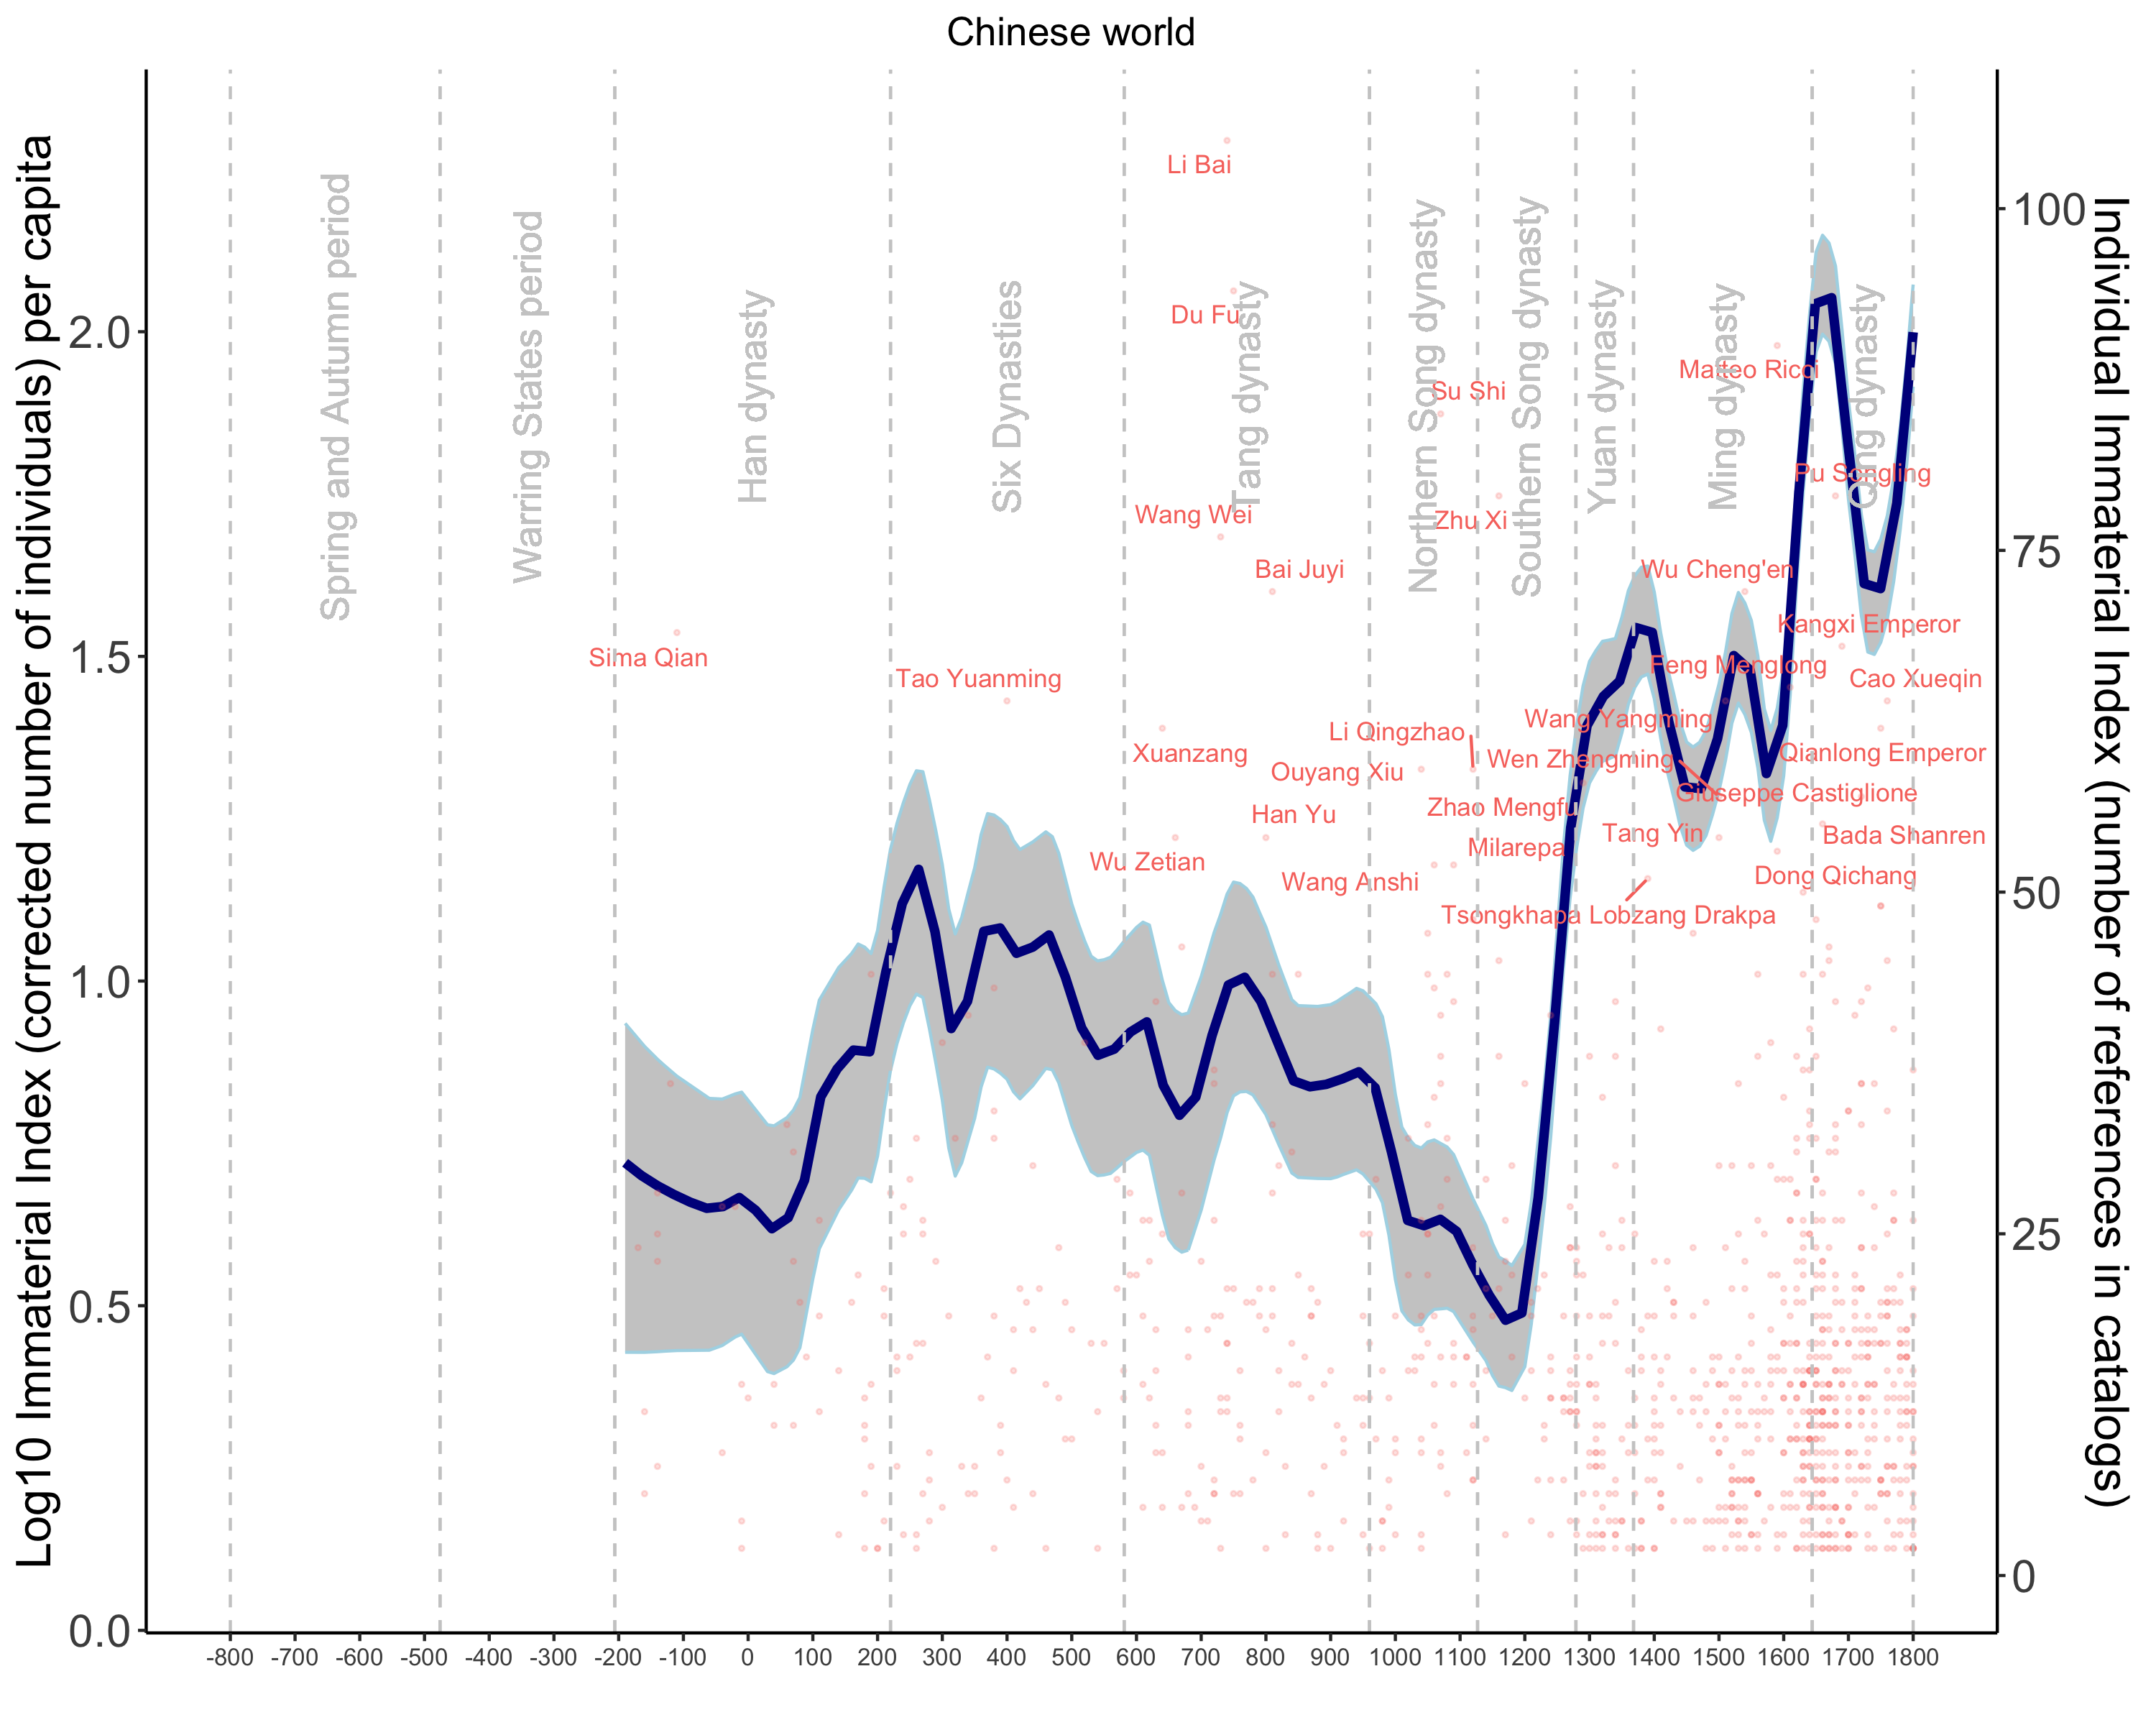 Chinese world
Log10 Immaterial Index (corrected number of individuals) per capita
Individual Immaterial Index (number of references in catalogs)
2.0
1.5
1.0
0.5
0.0
100
75
50
25
0
Spring and Autumn period
Warring States period
Han dynasty
Six Dynasties
Tang dynasty
Northern Song dynasty
Southern Song dynasty
Yuan dynasty
Ming dynasty
Qing dynasty
Li Bai
Du Fu
Matteo Ricci
Su Shi
Pu Songling
Wang Wei
Zhu Xi
Bai Juyi
Wu Cheng'en
Kangxi Emperor
Sima Qian
Feng Menglong
Tao Yuanming
Cao Xueqin
Wang Yangming
Li Qingzhao
Xuanzang
Wen Zhengming
Qianlong Emperor
Ouyang Xiu
Giuseppe Castiglione
Zhao Mengfu
Han Yu
Tang Yin
Bada Shanren
Milarepa
Wu Zetian
Dong Qichang
Wang Anshi
Tsongkhapa Lobzang Drakpa
-800 -700 -600 -500 -400 -300 -200 -100 0 100 200 300 400 500 600 700 800 900 1000 1100 1200 1300 1400 1500 1600 1700 1800